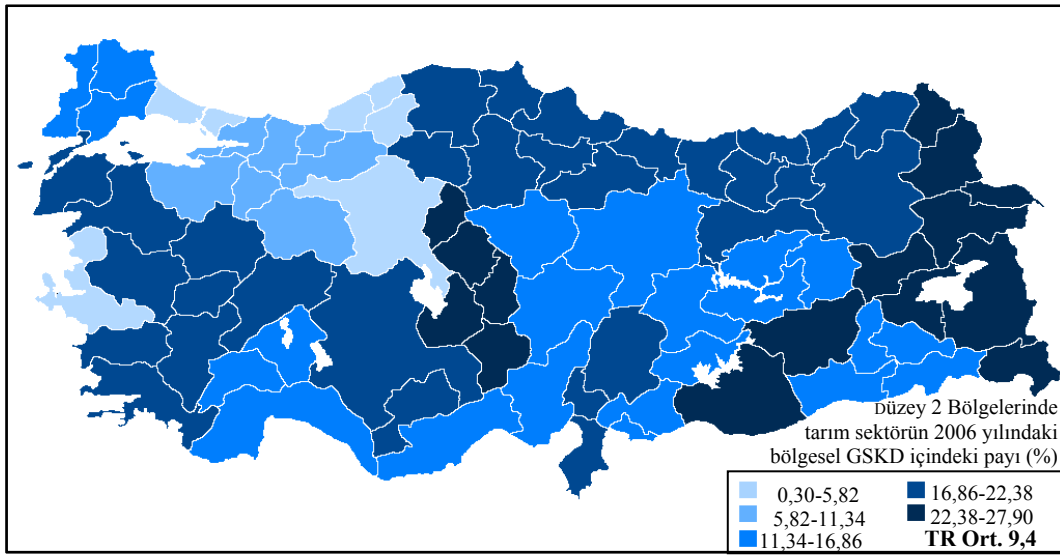 Düzey 2 Bölgelerinde
tarım sektörün 2006 yılındaki
bölgesel GSKD içindeki payı (%)
0,30-5,82
5,82-11,34
11,34-16,86
16,86-22,38
22,38-27,90
TR Ort. 9,4